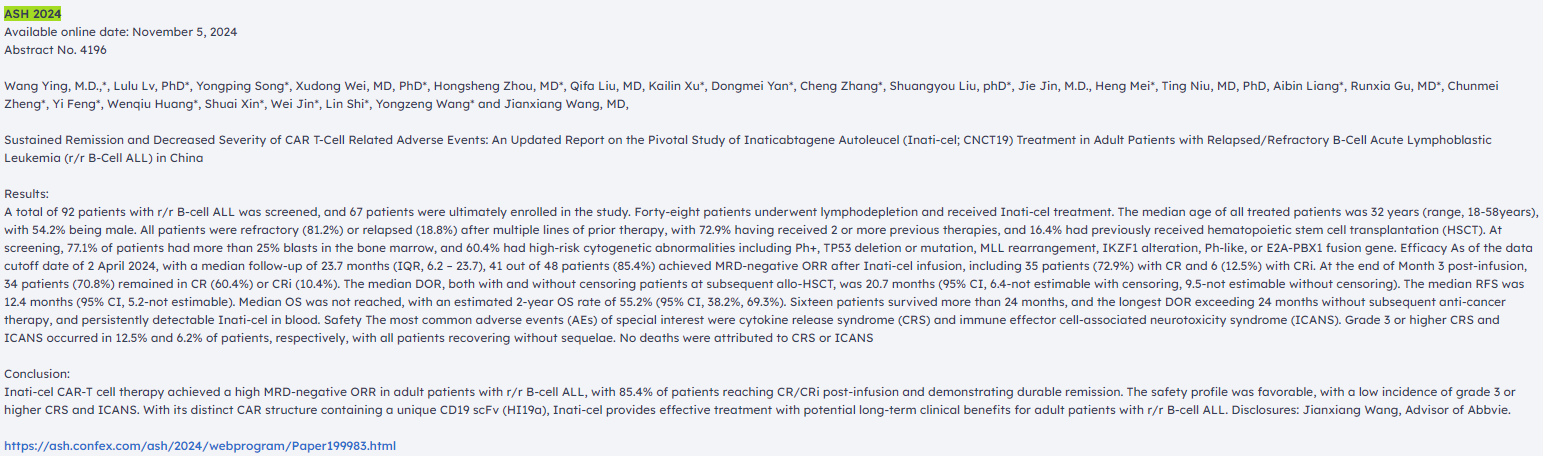 ASH 2024
Available online date: November 5, 2024
Abstract No. 4196
Wang Ying, M.D.,*, Lulu Lv, PhD*, Yongping Song*, Xudong Wei, MD, PhD*, Hongsheng Zhou, MD*, Qifa Liu, MD, Kailin Xu*, Dongmei Yan*, Cheng Zhang*, Shuangyou Liu, phD*, Jie Jin, M.D., Heng Mei*, Ting Niu, MD, PhD, Aibin Liang*, Runxia Gu, MD*, Chunmei
Zheng*, Yi Feng*, Wenqiu Huang*, Shuai Xin*, Wei Jin*, Lin Shi*, Yongzeng Wang* and Jianxiang Wang, MD,
Sustained Remission and Decreased Severity of CAR T-Cell Related Adverse Events: An Updated Report on the Pivotal Study of Inaticabtagene Autoleucel (Inati-cel; CNCT19) Treatment in Adult Patients with Relapsed/Refractory B-Cell Acute Lymphoblastic
Leukemia (r/r B-Cell ALL) in China
Results:
A total of 92 patients with r/r B-cell ALL was screened, and 67 patients were ultimately enrolled in the study. Forty-eight patients underwent lymphodepletion and received Inati-cel treatment. The median age of all treated patients was 32 years (range, 18-58years),
with 54.2% being male. All patients were refractory (81.2%) or relapsed (18.8%) after multiple lines of prior therapy, with 72.9% having received 2 or more previous therapies, and 16.4% had previously received hematopoietic stem cell transplantation (HSCT). At
screening, 77.1% of patients had more than 25% blasts in the bone marrow, and 60.4% had high-risk cytogenetic abnormalities including Ph+, TP53 deletion or mutation, MLL rearrangement, IKZF1 alteration, Ph-like, or E2A-PBX1 fusion gene. Efficacy As of the data
cutoff date of 2 April 2024, with a median follow-up of 23.7 months (IQR, 6.2 – 23.7), 41 out of 48 patients (85.4%) achieved MRD-negative ORR after Inati-cel infusion, including 35 patients (72.9%) with CR and 6 (12.5%) with CRi. At the end of Month 3 post-infusion,
34 patients (70.8%) remained in CR (60.4%) or CRi (10.4%). The median DOR, both with and without censoring patients at subsequent allo-HSCT, was 20.7 months (95% CI, 6.4-not estimable with censoring, 9.5-not estimable without censoring). The median RFS was
12.4 months (95% CI, 5.2-not estimable). Median OS was not reached, with an estimated 2-year OS rate of 55.2% (95% CI, 38.2%, 69.3%). Sixteen patients survived more than 24 months, and the longest DOR exceeding 24 months without subsequent anti-cancer
therapy, and persistently detectable Inati-cel in blood. Safety The most common adverse events (AEs) of special interest were cytokine release syndrome (CRS) and immune effector cell-associated neurotoxicity syndrome (ICANS). Grade 3 or higher CRS and
ICANS occurred in 12.5% and 6.2% of patients, respectively, with all patients recovering without sequelae. No deaths were attributed to CRS or ICANS
Conclusion:
Inati-cel CAR-T cell therapy achieved a high MRD-negative ORR in adult patients with r/r B-cell ALL, with 85.4% of patients reaching CR/CRi post-infusion and demonstrating durable remission. The safety profile was favorable, with a low incidence of grade 3 or
higher CRS and ICANS. With its distinct CAR structure containing a unique CD19 scFv (HI19a), Inati-cel provides effective treatment with potential long-term clinical benefits for adult patients with r/r B-cell ALL. Disclosures: Jianxiang Wang, Advisor of Abbvie.
https://ash.confex.com/ash/2024/webprogram/Paper199983.html